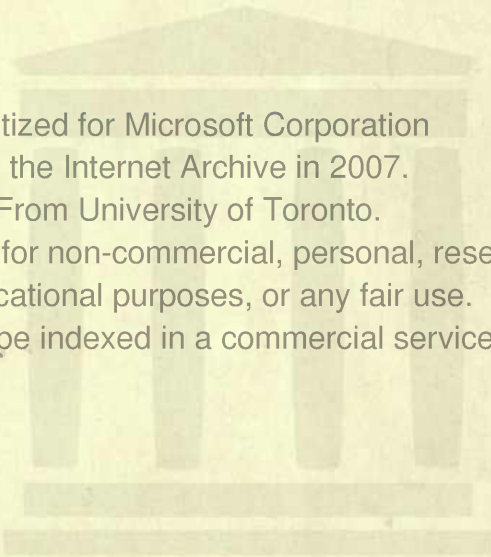 tized for Microsoft Corporation
the Internet Archive in 2007.
From University of Toronto.
for non-commercial, personal, rese
cational purposes, or any fair use.
be indexed in a commercial service